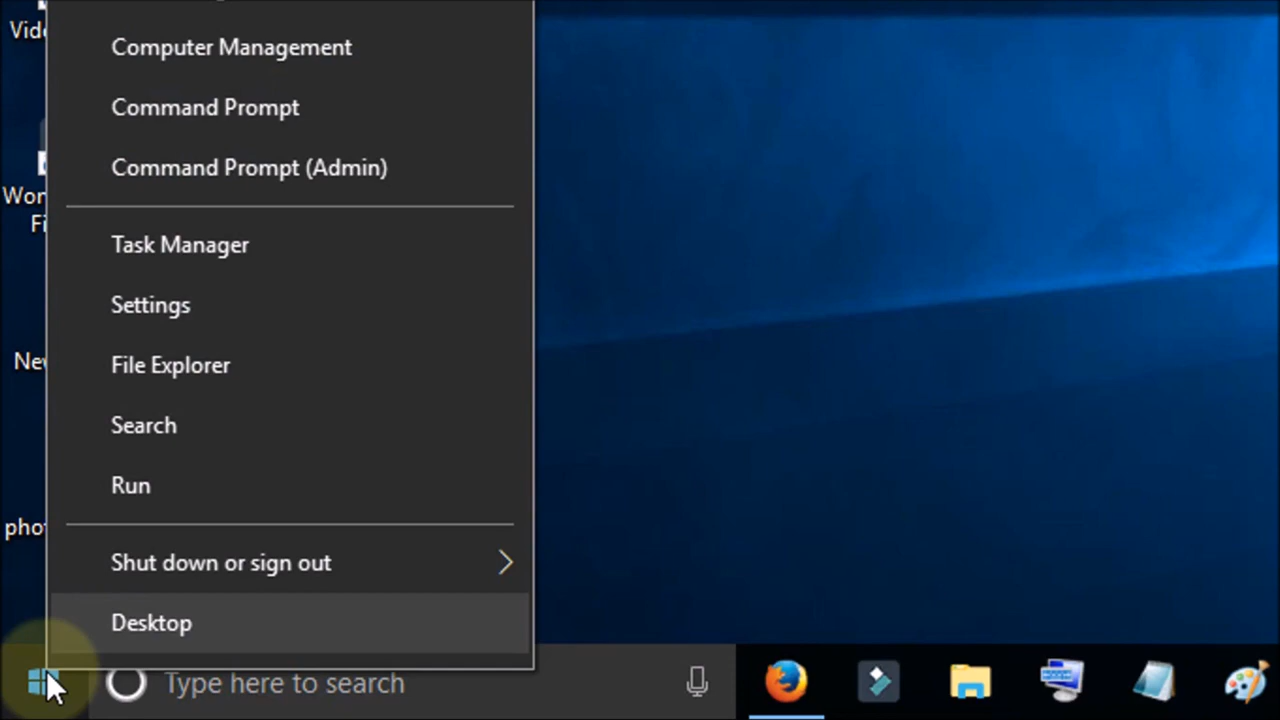 Computer Management
Command Prompt
Command Prompt (Admin)
Task Manager
Settings
File Explorer
Search
Run
Shut down or sign out
Desktop
Type here to search